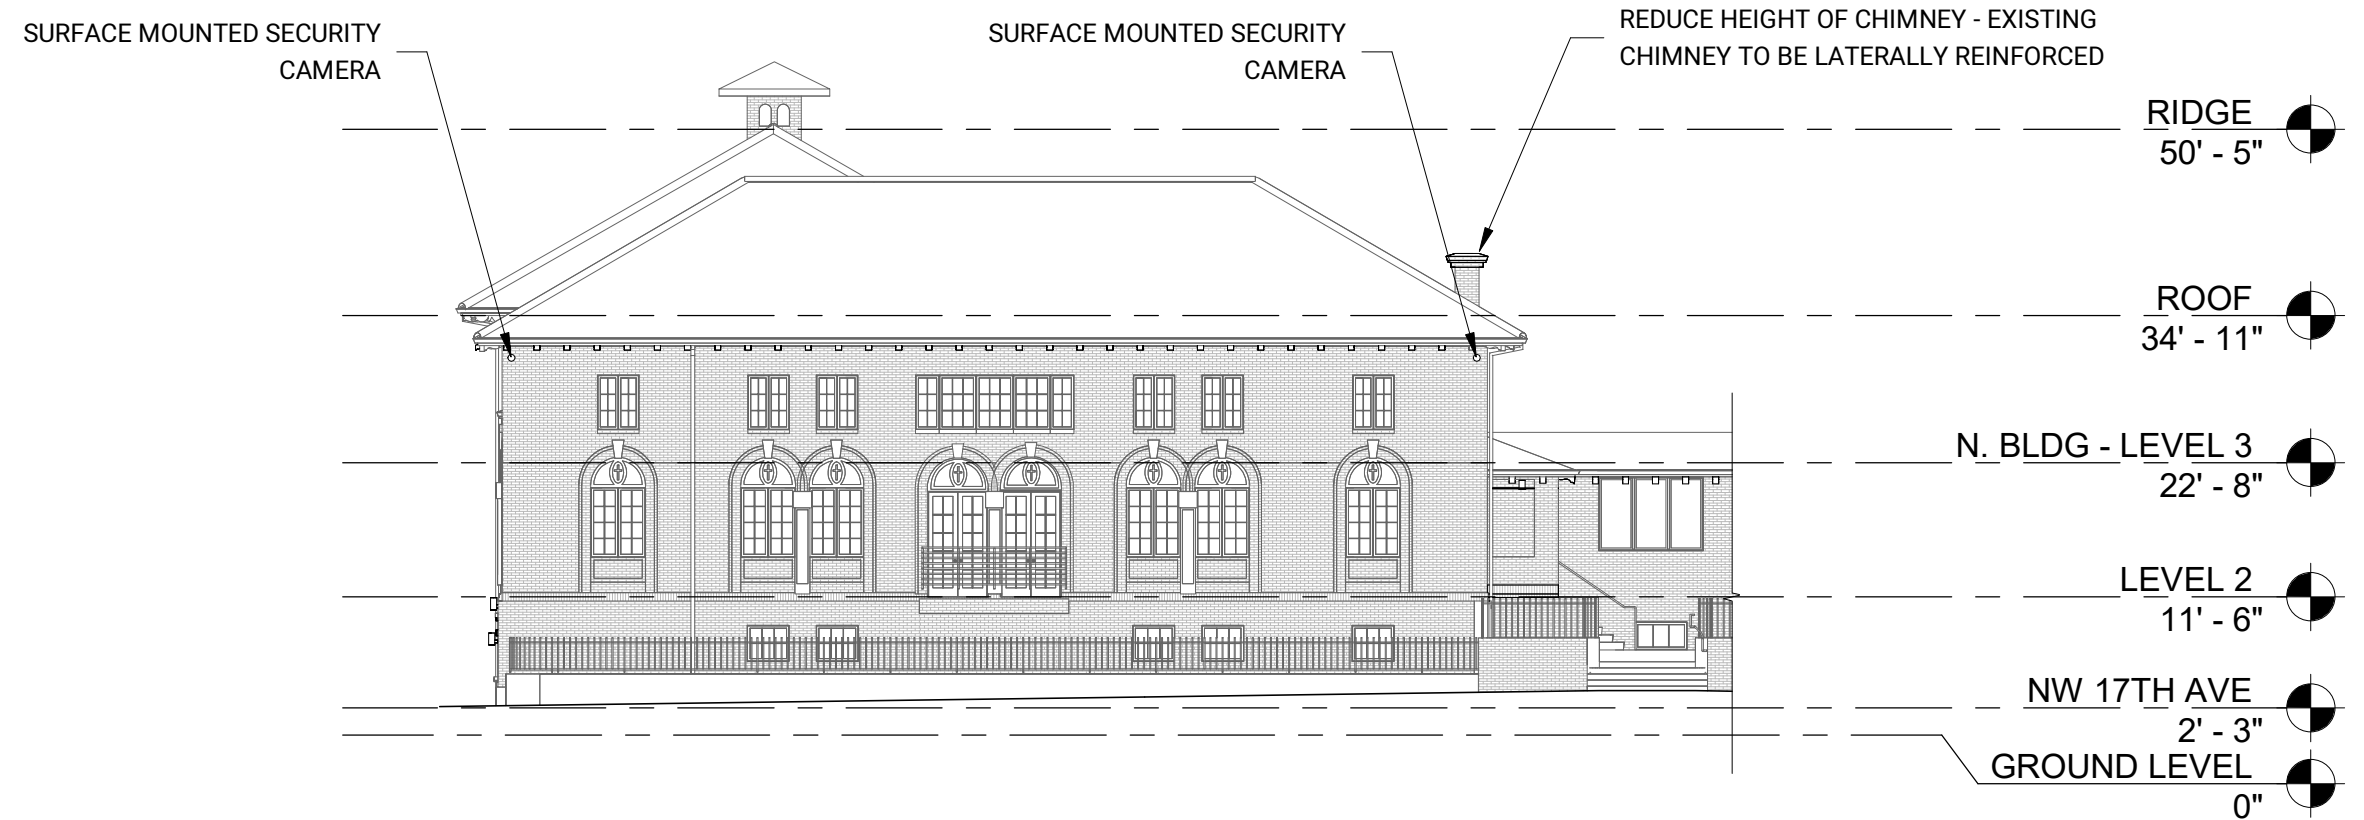 SURFACE MOUNTED SECURITY
CAMERA
SURFACE MOUNTED SECURITY
CAMERA
REDUCE HEIGHT OF CHIMNEY - EXISTING
CHIMNEY TO BE LATERALLY REINFORCED
RIDGE
50' - 5"
ROOF
34' - 11"
N. BLDG - LEVEL 3
22' - 8"
LEVEL 2
11' - 6"
NW 17TH AVE
2' - 3"
GROUND LEVEL
0"